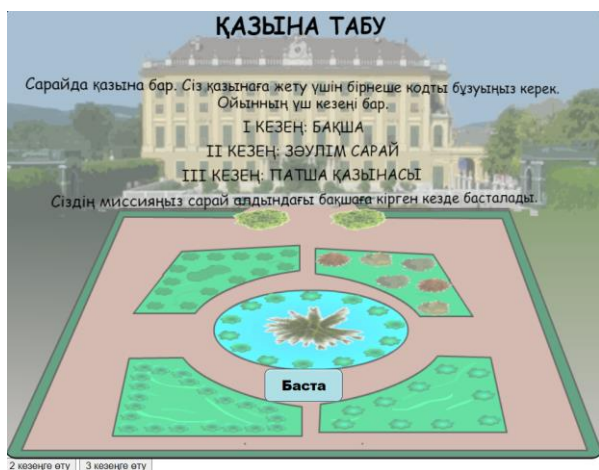 ҚАЗЫНА ТАБУ
Сарайда қазына бар. Сіз қазынаға жету үшін бірнеше кодты бұзуыңыз керек.
Ойынның үш кезеңі бар.
I КЕЗЕҢ: БАҚША
II КЕЗЕҢ: ЗӘУЛІМ САРАЙ
III КЕЗЕҢ: ПАТША ҚАЗЫНАСЫ
Сіздің миссияңыз сарай алдындағы бақшаға кірген кезде басталады.
Баста
2 кезеңге өту 3 кезеңге өту